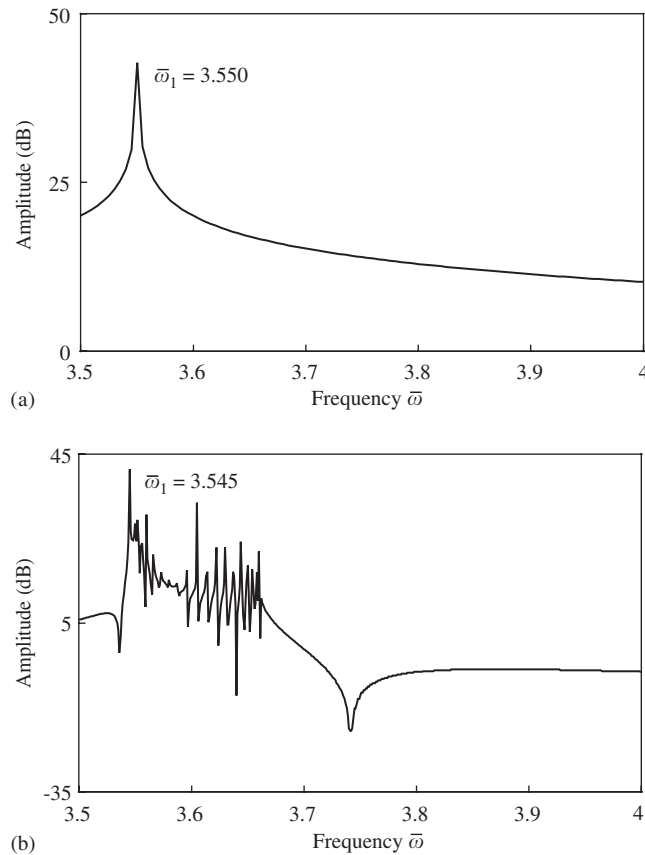 50
ω̅₁ = 3.550
Amplitude (dB)
25
0
3.5
3.6
3.7
3.8
3.9
4
(a)
Frequency ω̅
45
ω̅₁ = 3.545
Amplitude (dB)
5
-35
3.5
3.6
3.7
3.8
3.9
4
(b)
Frequency ω̅